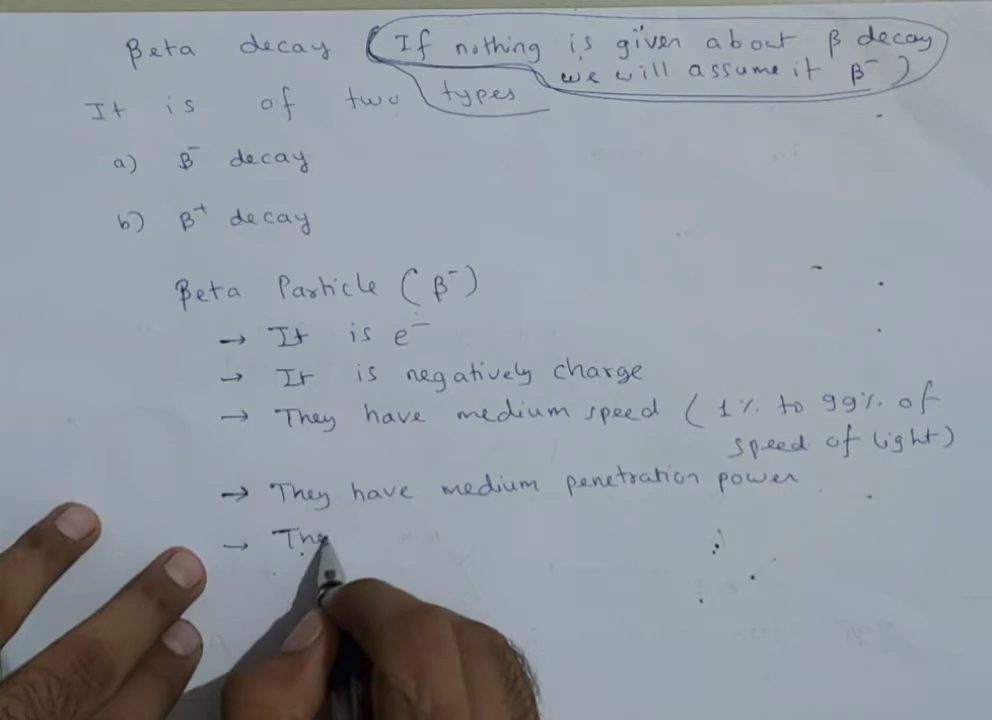 Beta decay (If nothing is given about β decay
we will assume it β⁻)
It is of two types
a) β⁻ decay
b) β⁺ decay
Beta Particle (β⁻)
→ It is e⁻
→ It is negatively charge
→ They have medium speed (1% to 99% of
speed of light)
→ They have medium penetration power
→ The